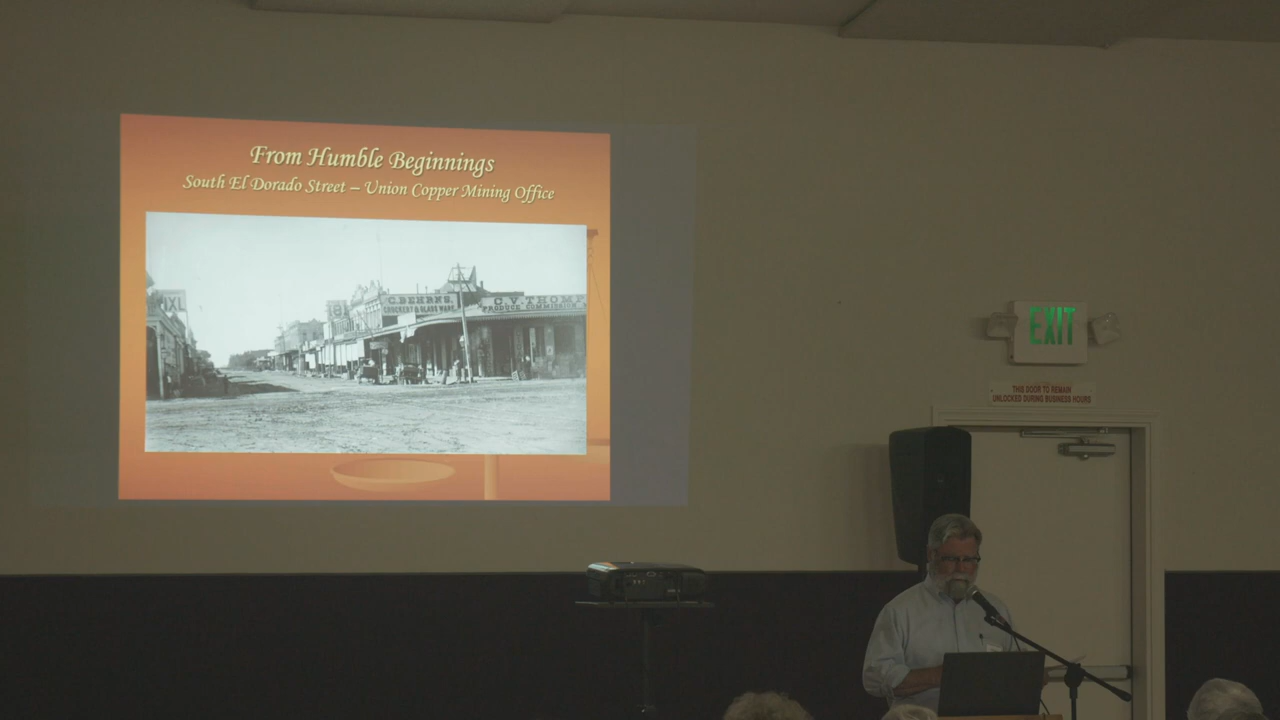 From Humble Beginnings
South El Dorado Street – Union Copper Mining Office
IXL
C. BEHRNS.
CROCKERY & GLASS WARE
C.V. THOMP
PRODUCE COMMISSION
EXIT
THIS DOOR TO REMAIN
UNLOCKED DURING BUSINESS HOURS